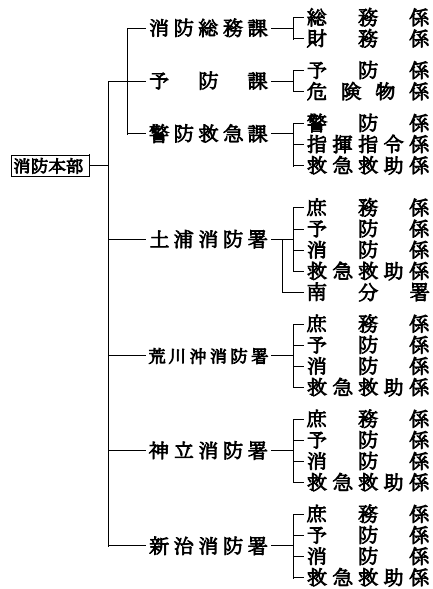 消防総務課
総務係
財務係
予防課
予防係
危険物係
警防救急課
警防係
指揮指令係
救急救助係
消防本部
土浦消防署
庶務係
予防係
消防係
救急救助係
南分署
荒川沖消防署
庶務係
予防係
消防係
救急救助係
神立消防署
庶務係
予防係
消防係
救急救助係
新治消防署
庶務係
予防係
消防係
救急救助係